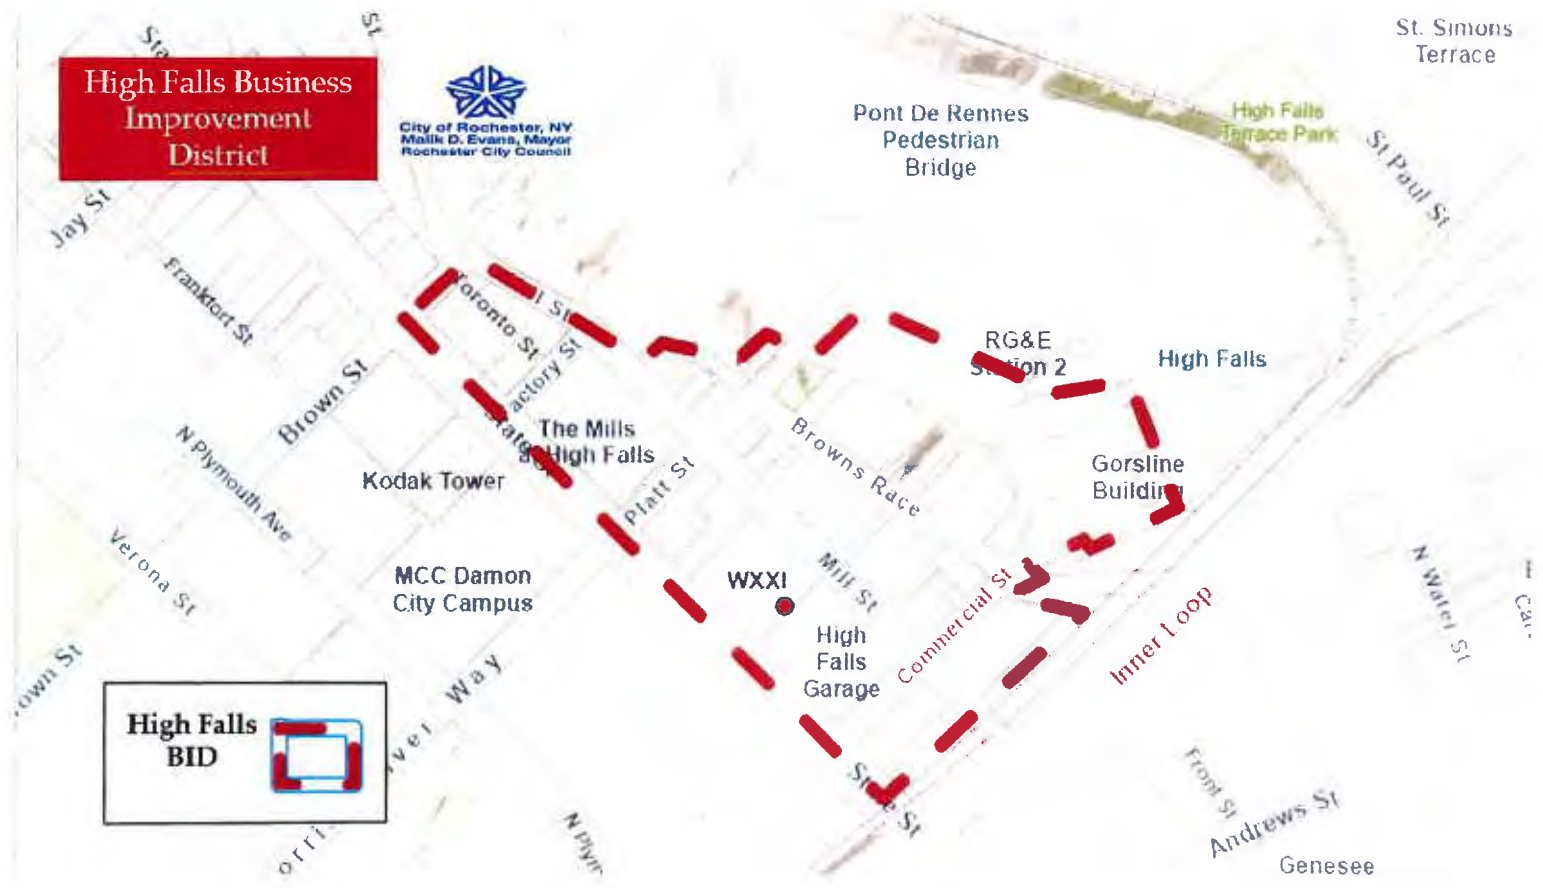 St
St. Simons
Terrace
High Falls Business
Improvement
District
City of Rochester, NY
Malik D. Evans, Mayor
Rochester City Council
Pont De Rennes
Pedestrian
Bridge
High Falls
Terrace Park
St Paul St
Jay St
Frankfort St
Toronto St
RG&E
High Falls
Brown St
The Mills
High Falls
Kodak Tower
N Plymouth Ave
Platt St
Browns Race
Gorsline
Building
Verona St
MCC Damon
City Campus
WXXI
Mill St
High
Falls
Garage
Commercial St
Inner Loop
N Water St
own St
Way
High Falls
BID
St
Front St
Andrews St
Genesee